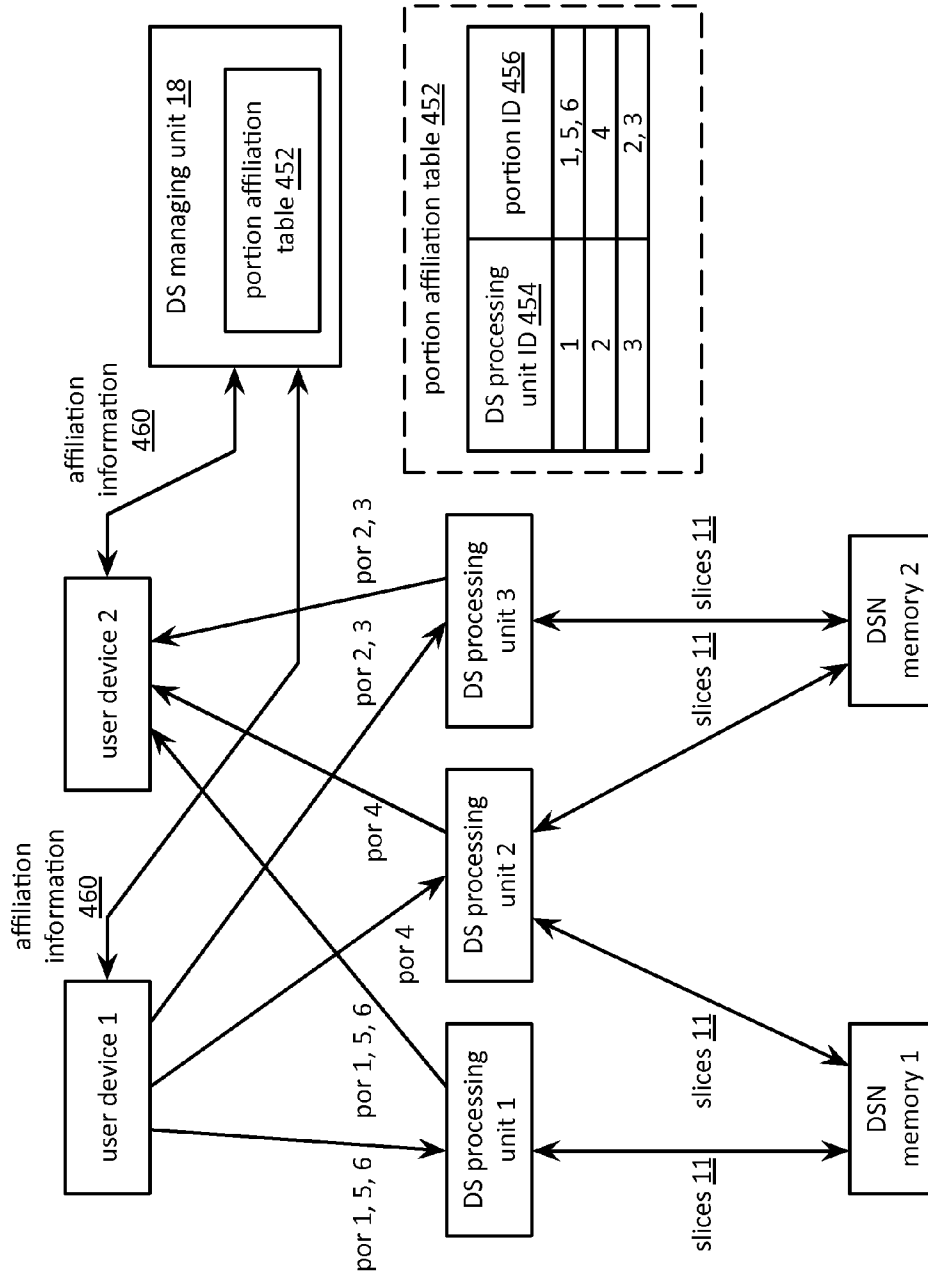 user device 1
affiliation
information
460
user device 2
affiliation
information
460
DS managing unit 18
portion affiliation
table 452
por 1, 5, 6
por 1, 5, 6
por 4
por 4
por 2, 3
por 2, 3
DS processing
unit 1
DS processing
unit 2
DS processing
unit 3
portion affiliation table 452
DS processing
unit ID 454
portion ID 456
1
1, 5, 6
2
4
3
2, 3
slices 11
slices 11
slices 11
slices 11
DSN
memory 1
DSN
memory 2